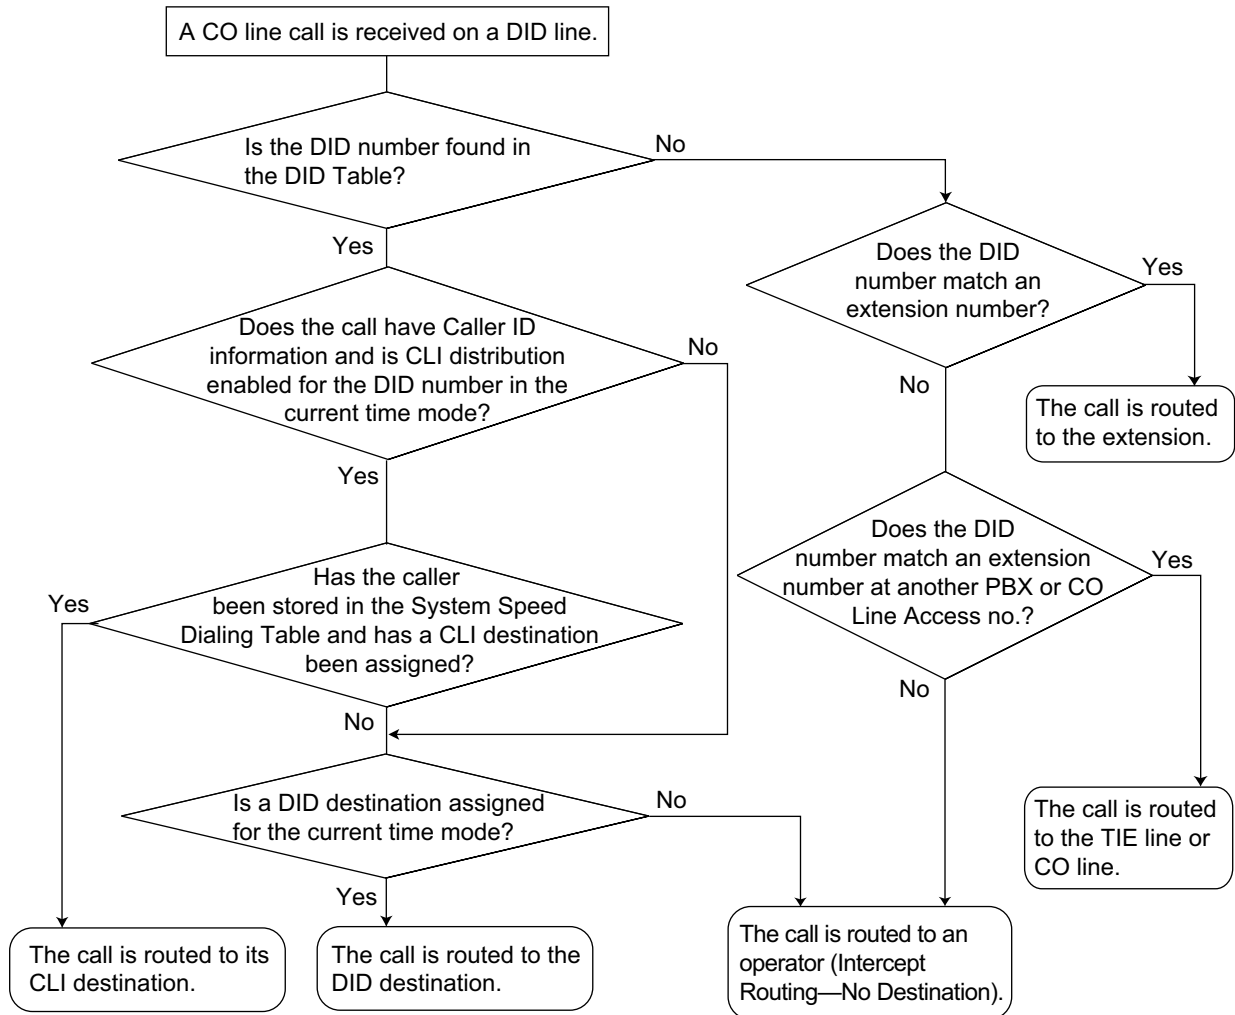 A CO line call is received on a DID line.
Is the DID number found in
the DID Table?
No
Yes
Does the DID
number match an
extension number?
Yes
No
The call is routed
to the extension.
Does the call have Caller ID
information and is CLI distribution
enabled for the DID number in the
current time mode?
No
Yes
Does the DID
number match an extension
number at another PBX or CO
Line Access no.?
Yes
No
Has the caller
been stored in the System Speed
Dialing Table and has a CLI destination
been assigned?
Yes
No
Is a DID destination assigned
for the current time mode?
No
Yes
The call is routed
to the TIE line or
CO line.
The call is routed to its
CLI destination.
The call is routed to the
DID destination.
The call is routed to an
operator (Intercept
Routing—No Destination).